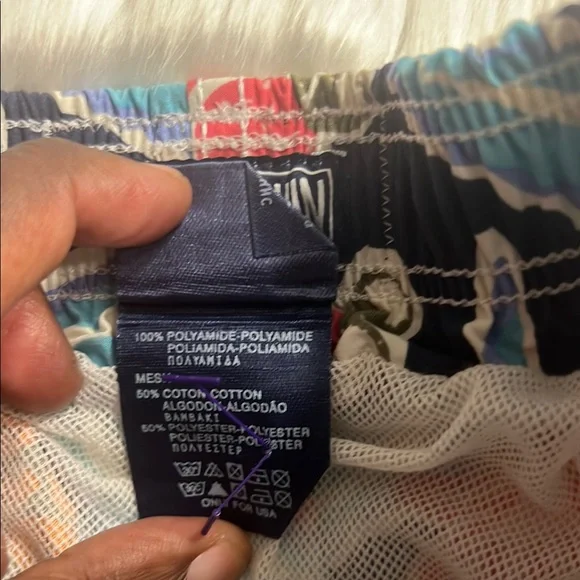 100% POLYAMIDE-POLYAMIDE
POLIAMIDA-POLIAMIDA
ΠΟΛΥΑΜΙΔΑ
MESH
50% COTON COTTON
ALGODON-ALGODÃO
ΒΑΜΒΑΚΙ
50% POLYESTER-POLYESTER
POLIESTER-POLIESTER
ΠΟΛΥΕΣΤΕΡ
ONLY FOR USA